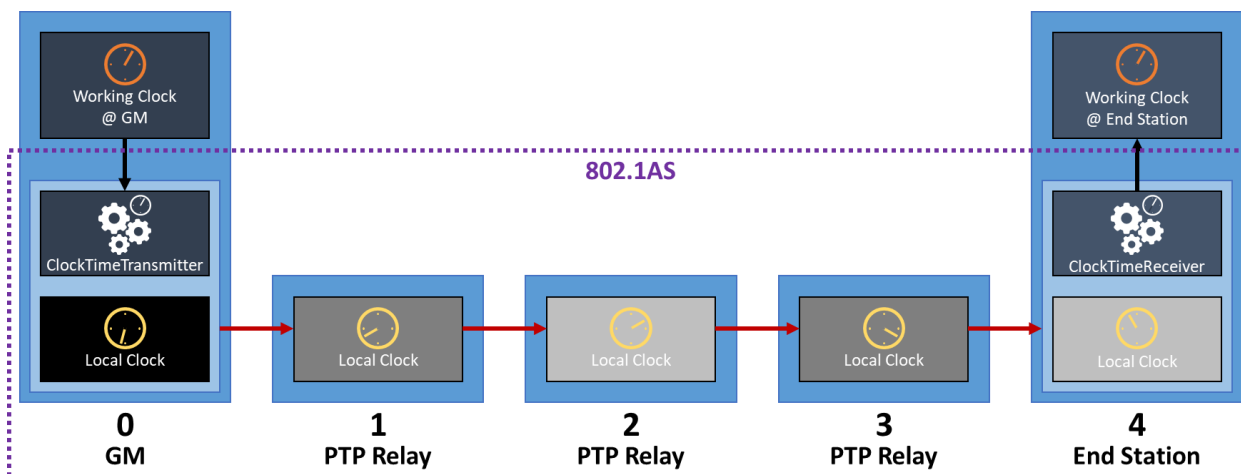 Working Clock
@ GM
Working Clock
@ End Station
802.1AS
ClockTimeTransmitter
ClockTimeReceiver
Local Clock
Local Clock
Local Clock
Local Clock
Local Clock
0
GM
1
PTP Relay
2
PTP Relay
3
PTP Relay
4
End Station